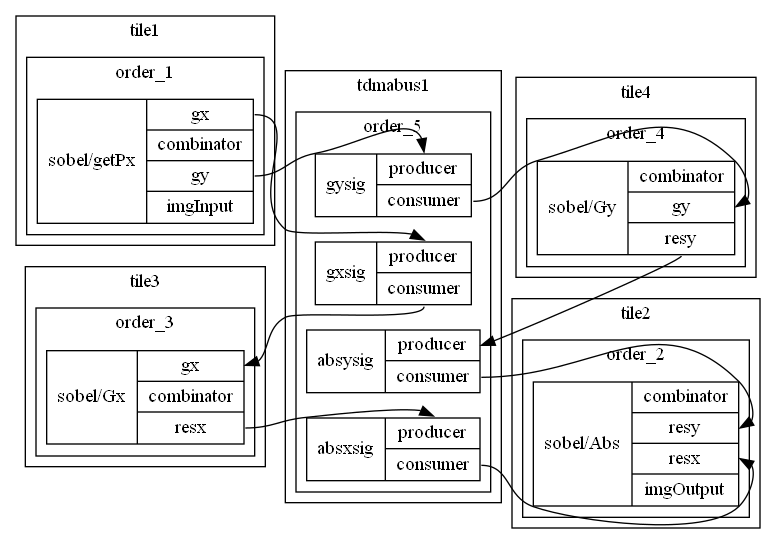 tile1
order_1
sobel/getPx
gx
combinator
gy
imgInput
tile3
order_3
sobel/Gx
gx
combinator
resx
tdmabus1
order_5
gysig
producer
consumer
gxsig
producer
consumer
absysig
producer
consumer
absxsig
producer
consumer
tile4
order_4
sobel/Gy
combinator
gy
resy
tile2
order_2
sobel/Abs
combinator
resy
resx
imgOutput